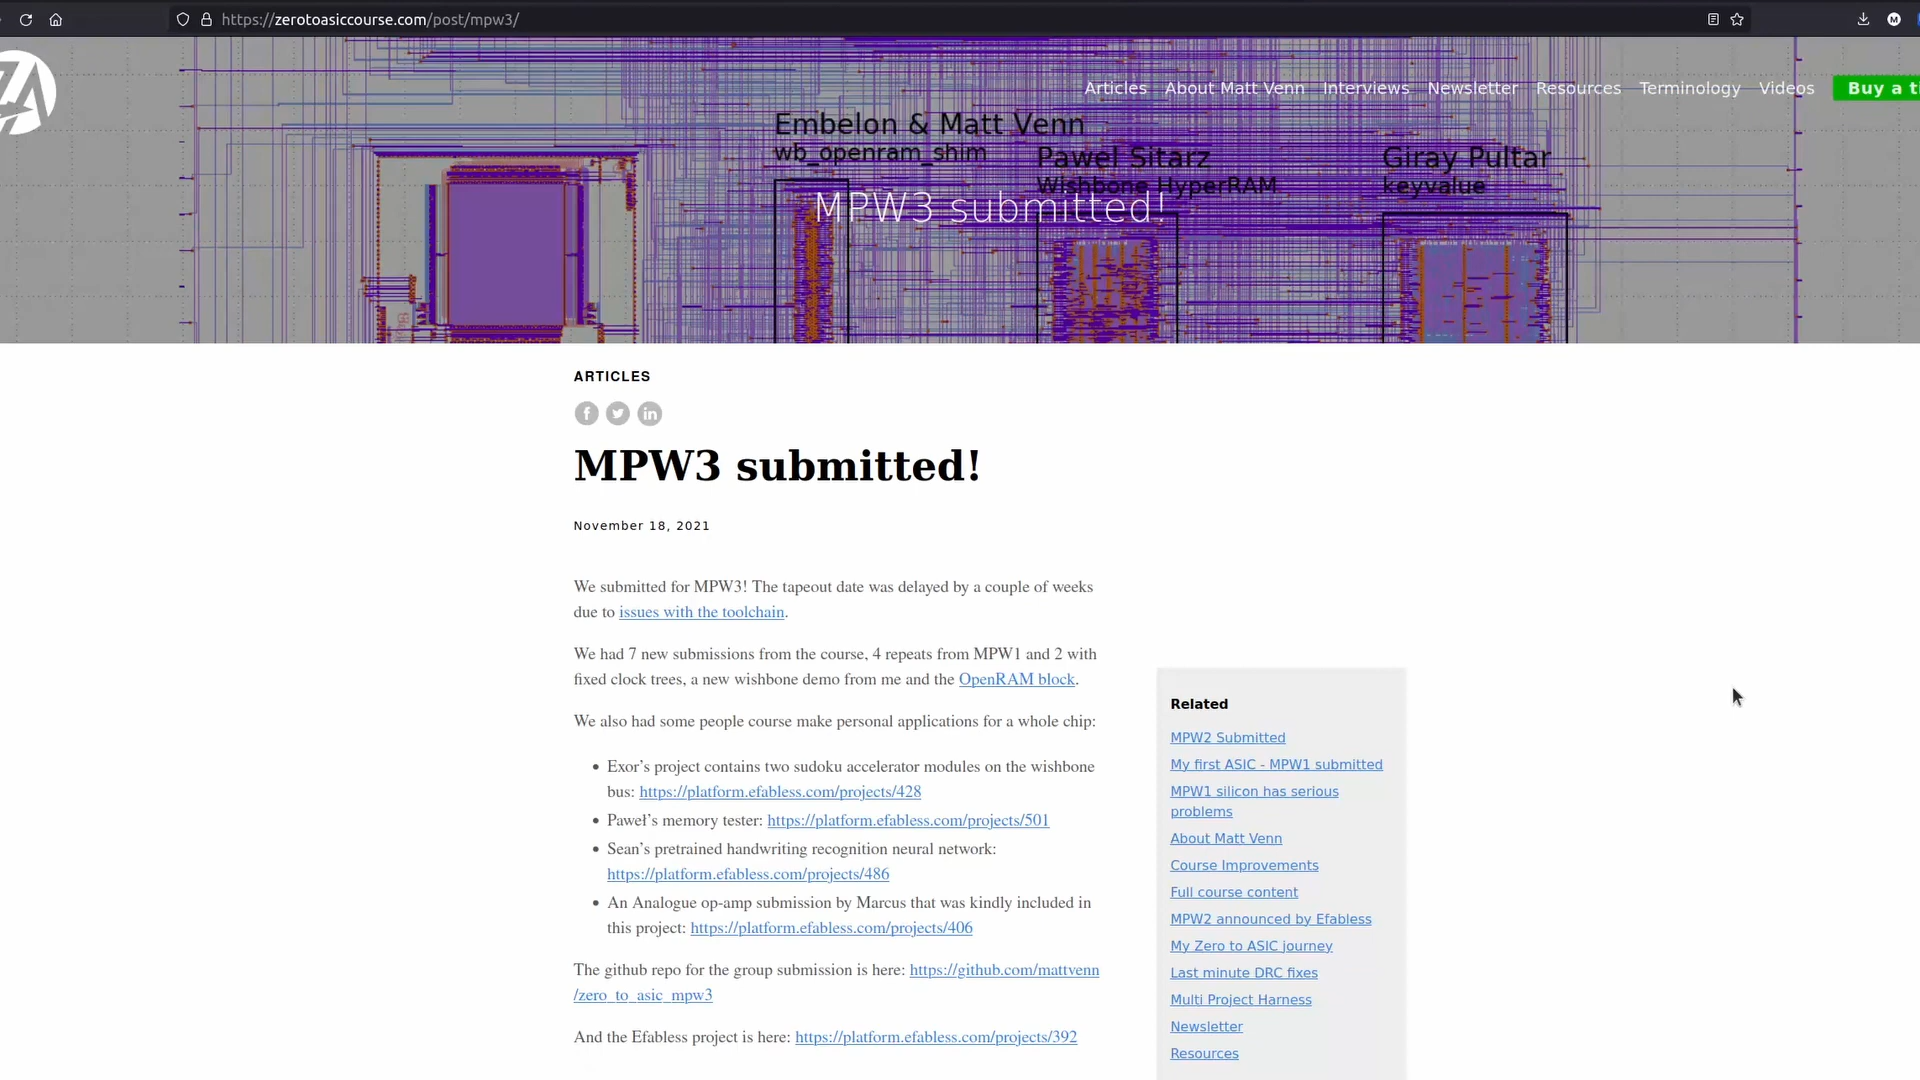 https://zerotoasiccourse.com/post/mpw3/
Articles About Matt Venn Interviews Newsletter Resources Terminology Videos Buy a
Embelon & Matt Venn
wb_openram_shim
Pawel Sitarz
Wishbone HyperRAM
Giray Pultar
keyvalue
MPW3 submitted!
ARTICLES
MPW3 submitted!
November 18, 2021
We submitted for MPW3! The tapeout date was delayed by a couple of weeks
due to issues with the toolchain.
We had 7 new submissions from the course, 4 repeats from MPW1 and 2 with
fixed clock trees, a new wishbone demo from me and the OpenRAM block.
We also had some people course make personal applications for a whole chip:
• Exor’s project contains two sudoku accelerator modules on the wishbone
bus: https://platform.efabless.com/projects/428
• Paweł’s memory tester: https://platform.efabless.com/projects/501
• Sean’s pretrained handwriting recognition neural network:
https://platform.efabless.com/projects/486
• An Analogue op-amp submission by Marcus that was kindly included in
this project: https://platform.efabless.com/projects/406
The github repo for the group submission is here: https://github.com/mattvenn
/zero_to_asic_mpw3
And the Efabless project is here: https://platform.efabless.com/projects/392
Related
MPW2 Submitted
My first ASIC - MPW1 submitted
MPW1 silicon has serious
problems
About Matt Venn
Course Improvements
Full course content
MPW2 announced by Efabless
My Zero to ASIC journey
Last minute DRC fixes
Multi Project Harness
Newsletter
Resources